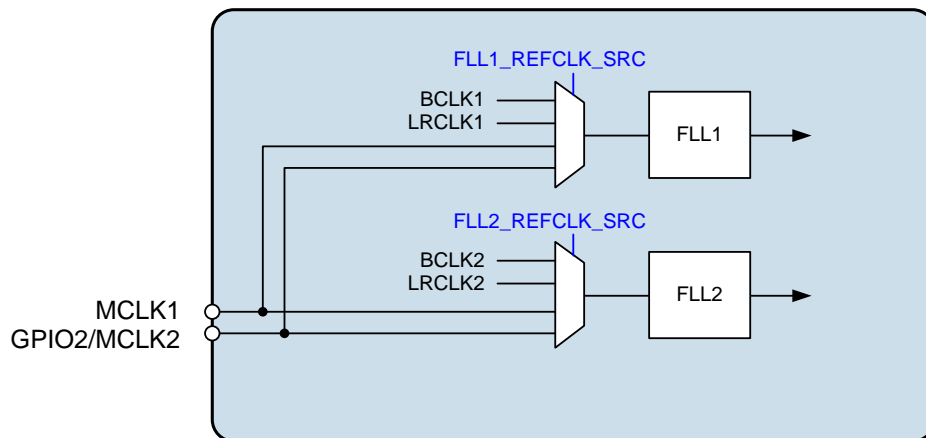 FLL1_REFCLK_SRC
BCLK1
LRCLK1
FLL1
FLL2_REFCLK_SRC
BCLK2
LRCLK2
FLL2
MCLK1
GPIO2/MCLK2